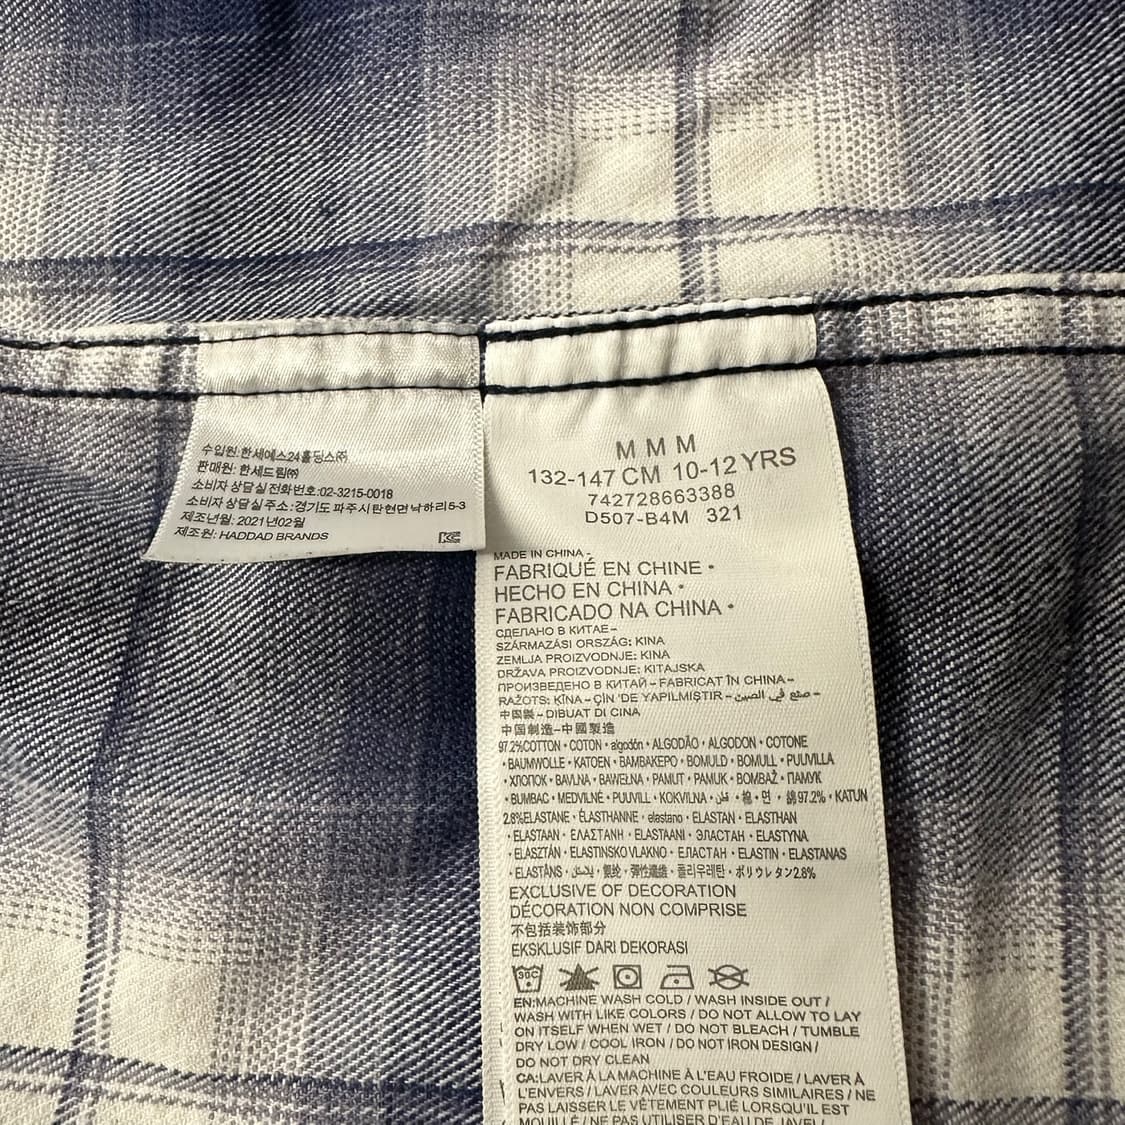 수입원:한세예스24홀딩스㈜
판매원: 한세드림㈜
소비자 상담실전화번호:02-3215-0018
소비자 상담실주소:경기도 파주시탄현면낙하리5-3
제조년월: 2021년02월
제조원: HADDAD BRANDS
M M M
132-147 CM 10-12 YRS
742728663388
D507-B4M 321
MADE IN CHINA -
FABRIQUÉ EN CHINE •
HECHO EN CHINA •
FABRICADO NA CHINA •
СДЕЛАНО В КИТАЕ -
SZÁRMAZÁSI ORSZÁG: KINA
ZEMLJA PROIZVODNJE: KINA
DRŽAVA PROIZVODNJE: KITAJSKA
ПРОИЗВЕДЕНО В КИТАЙ - FABRICAT ÎN CHINA -
RAŽOTS: ĶĪNA - ÇİN 'DE YAPILMIŞTIR - صنع في الصين -
中国製 - DIBUAT DI CINA
中国制造-中國製造
97.2%COTTON • COTON • algodón • ALGODÃO • ALGODON • COTONE
• BAUMWOLLE • KATOEN • BAMBAKEPO • BOMULD • BOMULL • PUUVILLA
• ХЛОПОК • BAVLNA • BAWEŁNA • PAMUT • PAMUK • BOMBAŽ • ПАМУК
• BUMBAC • MEDVILNĖ • PUUVILL • KOKVILNA • قطن • 棉 • 면 • 綿 97.2% • KATUN
2.8%ELASTANE • ÉLASTHANNE • elastano • ELASTAN • ELASTHAN
• ELASTAAN • ΕΛΑΣΤΑΝΗ • ELASTAANI • ЭЛАСТАН • ELASTYNA
• ELASZTÁN • ELASTINSKO VLAKNO • ЕЛАСТАН • ELASTIN • ELASTANAS
• ELASTĀNS • 氨纶 • 彈性纖維 • 폴리우레탄 • ポリウレタン2.8%
EXCLUSIVE OF DECORATION
DÉCORATION NON COMPRISE
不包括装饰部分
EKSKLUSIF DARI DEKORASI
30C
EN:MACHINE WASH COLD / WASH INSIDE OUT /
WASH WITH LIKE COLORS / DO NOT ALLOW TO LAY
ON ITSELF WHEN WET / DO NOT BLEACH / TUMBLE
DRY LOW / COOL IRON / DO NOT IRON DESIGN /
DO NOT DRY CLEAN
CA:LAVER À LA MACHINE À L'EAU FROIDE / LAVER À
L'ENVERS / LAVER AVEC COULEURS SIMILAIRES / NE
PAS LAISSER LE VÊTEMENT PLIÉ LORSQU'IL EST
MOUILLÉ / NE PAS UTILISER D'EAU DE JAVEL /